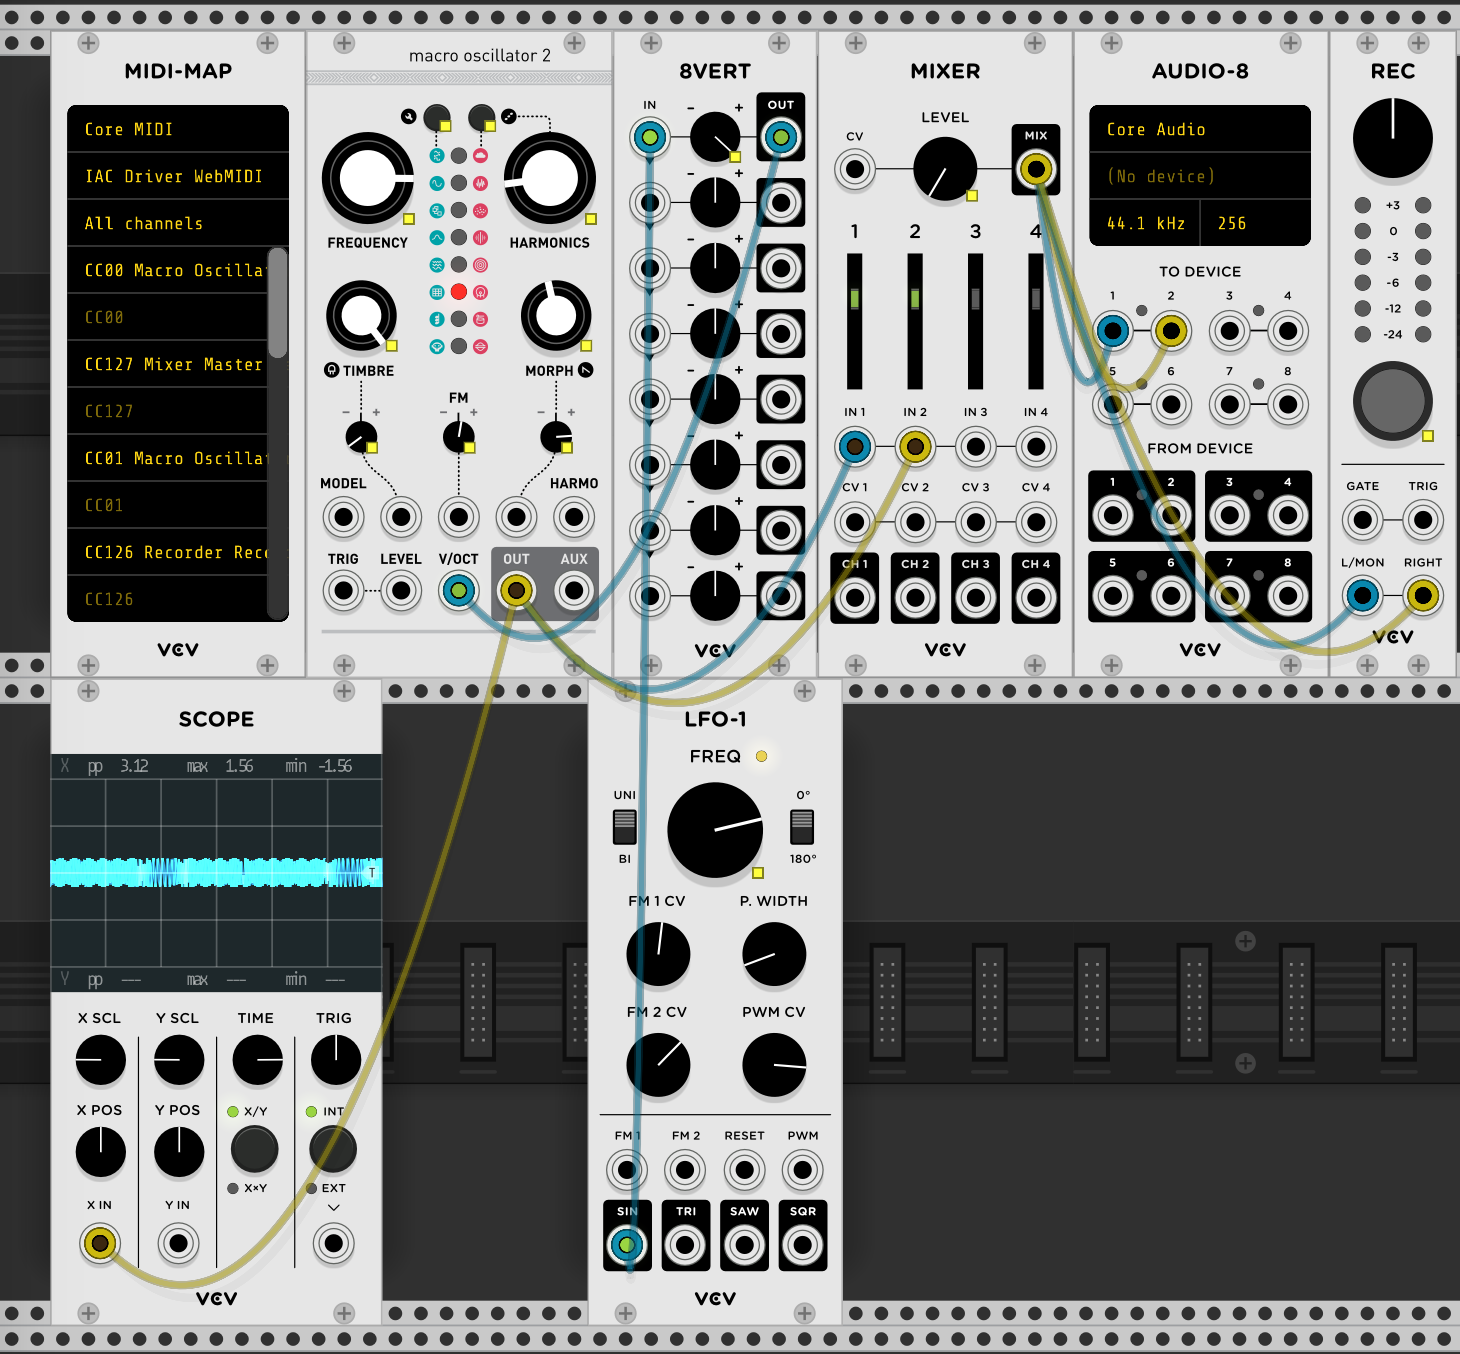 MIDI-MAP
Core MIDI
IAC Driver WebMIDI
All channels
CC00 Macro Oscilla
CC00
CC127 Mixer Master
CC127
CC01 Macro Oscilla
CC01
CC126 Recorder Rec
CC126
VCV
macro oscillator 2
FREQUENCY
HARMONICS
TIMBRE
MORPH
FM
− + − + − +
MODEL
HARMO
TRIG
LEVEL
V/OCT
OUT
AUX
8VERT
IN
OUT
− +
− +
− +
− +
− +
− +
− +
− +
VCV
MIXER
LEVEL
CV
MIX
1 2 3 4
IN 1 IN 2 IN 3 IN 4
CV 1 CV 2 CV 3 CV 4
CH 1 CH 2 CH 3 CH 4
VCV
AUDIO-8
Core Audio
(No device)
44.1 kHz 256
TO DEVICE
1 2 3 4
5 6 7 8
FROM DEVICE
1 2 3 4
5 6 7 8
VCV
REC
+3
0
-3
-6
-12
-24
GATE TRIG
L/MON RIGHT
VCV
SCOPE
X pp 3.12 max 1.56 min -1.56
T
Y pp --- max --- min ---
X SCL Y SCL TIME TRIG
X POS Y POS X/Y INT
X×Y EXT
X IN Y IN
VCV
LFO-1
FREQ
UNI 0°
BI 180°
FM 1 CV P. WIDTH
FM 2 CV PWM CV
FM 1 FM 2 RESET PWM
SIN TRI SAW SQR
VCV